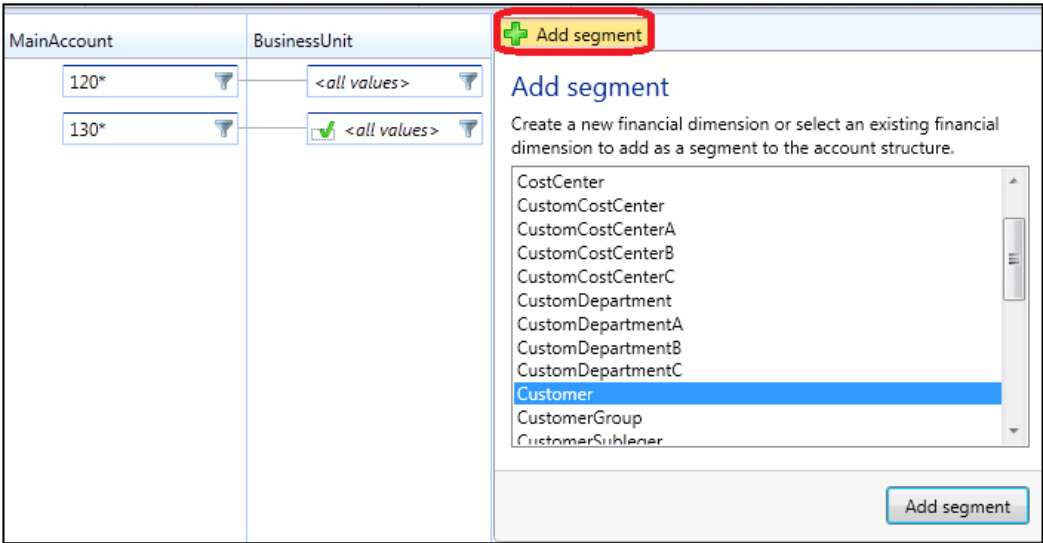 MainAccount
BusinessUnit
Add segment
120*
<all values>
130*
<all values>
Add segment
Create a new financial dimension or select an existing financial
dimension to add as a segment to the account structure.
CostCenter
CustomCostCenter
CustomCostCenterA
CustomCostCenterB
CustomCostCenterC
CustomDepartment
CustomDepartmentA
CustomDepartmentB
CustomDepartmentC
Customer
CustomerGroup
CustomerSubleger
Add segment